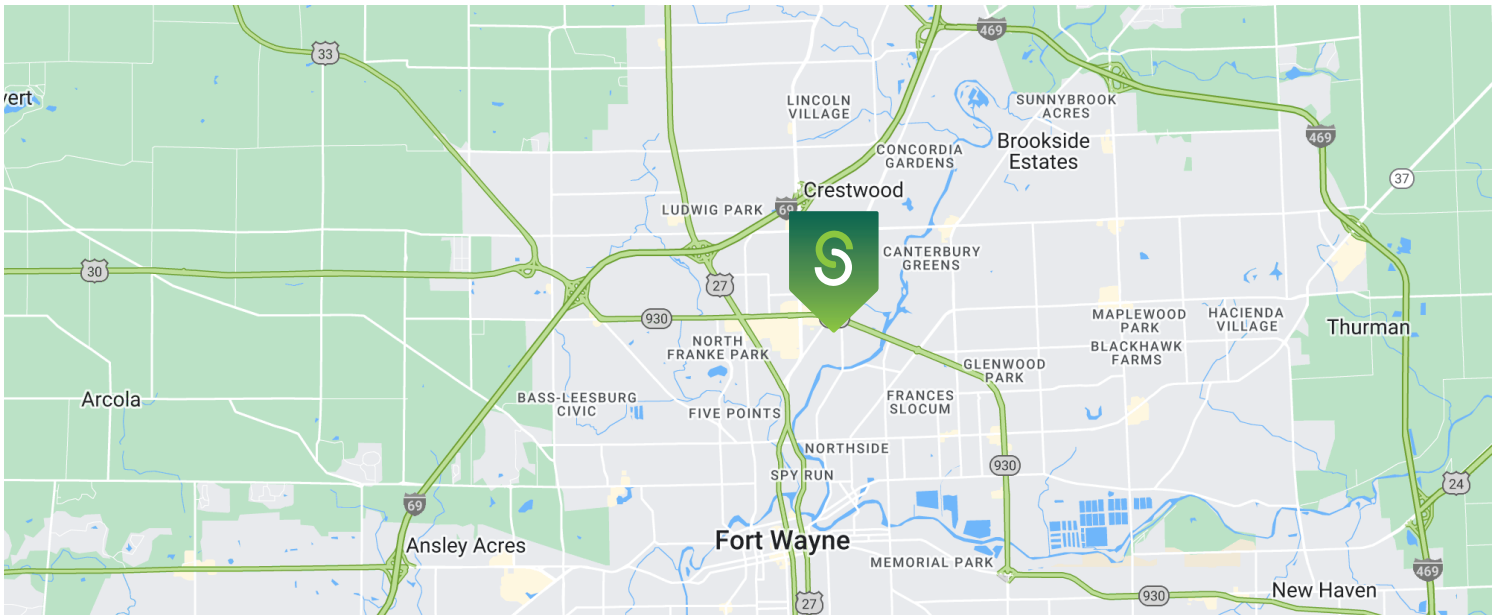 469
33
LINCOLN
VILLAGE
SUNNYBROOK
ACRES
vert
469
CONCORDIA
GARDENS
Brookside
Estates
37
Crestwood
LUDWIG PARK
69
S
CANTERBURY
GREENS
30
27
930
MAPLEWOOD
PARK
HACIENDA
VILLAGE
Thurman
NORTH
FRANKE PARK
BLACKHAWK
FARMS
GLENWOOD
PARK
Arcola
BASS-LEESBURG
CIVIC
FIVE POINTS
FRANCES
SLOCUM
NORTHSIDE
930
SPY RUN
24
69
Fort Wayne
Ansley Acres
MEMORIAL PARK
469
New Haven
930
27